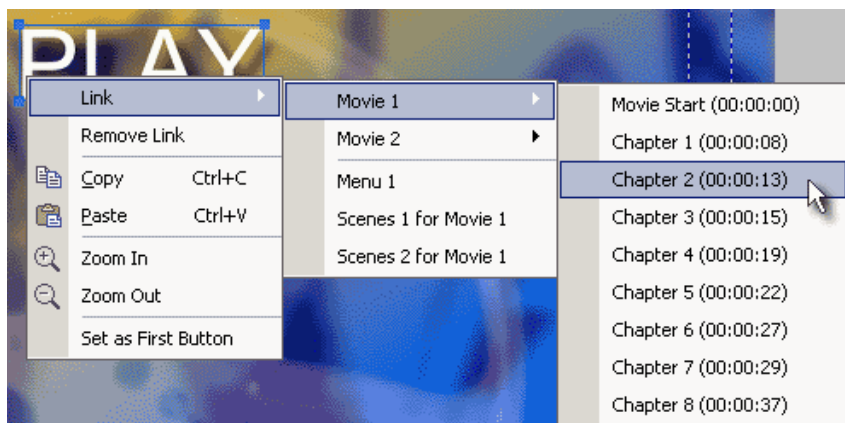 PLAY
Link
Remove Link
Copy Ctrl+C
Paste Ctrl+V
Zoom In
Zoom Out
Set as First Button
Movie 1
Movie 2
Menu 1
Scenes 1 for Movie 1
Scenes 2 for Movie 1
Movie Start (00:00:00)
Chapter 1 (00:00:08)
Chapter 2 (00:00:13)
Chapter 3 (00:00:15)
Chapter 4 (00:00:19)
Chapter 5 (00:00:22)
Chapter 6 (00:00:27)
Chapter 7 (00:00:29)
Chapter 8 (00:00:37)